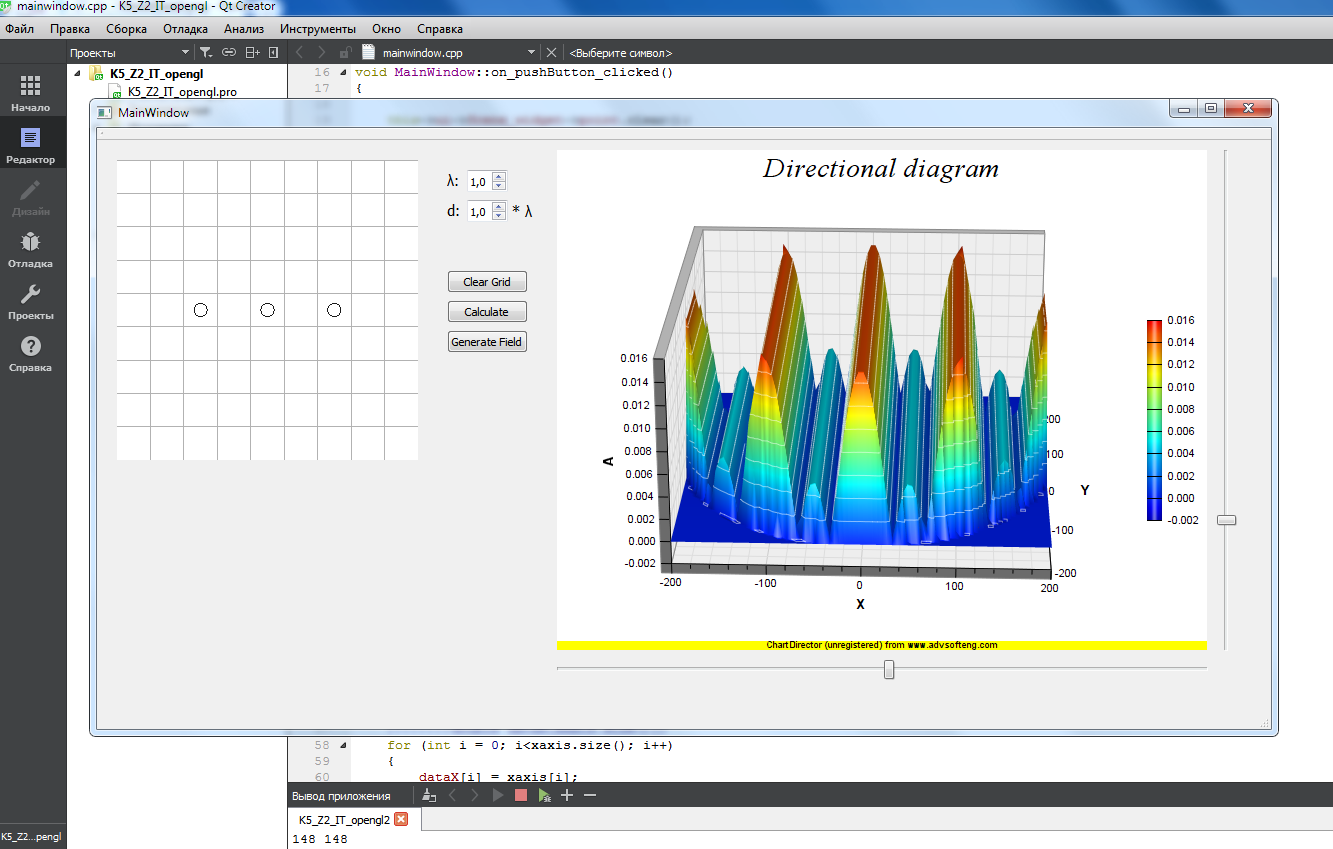 mainwindow.cpp - K5_Z2_IT_opengl - Qt Creator
Файл Правка Сборка Отладка Анализ Инструменты Окно Справка
Проекты mainwindow.cpp <Выберите символ>
K5_Z2_IT_opengl
K5_Z2_IT_opengl.pro
16 void MainWindow::on_pushButton_clicked()
17 {
Начало
Редактор
Дизайн
Отладка
Проекты
Справка
MainWindow
λ: 1,0
d: 1,0 * λ
Clear Grid
Calculate
Generate Field
Directional diagram
0.016
0.014
0.012
0.010
0.008
0.006
0.004
0.002
0.000
-0.002
A
-200 -100 0 100 200
X
200
100
0
-100
-200
Y
0.016
0.014
0.012
0.010
0.008
0.006
0.004
0.002
0.000
-0.002
ChartDirector (unregistered) from www.advsofteng.com
58 for (int i = 0; i<xaxis.size(); i++)
59 {
60 dataX[i] = xaxis[i];
Вывод приложения
K5_Z2_IT_opengl2
148 148
K5_Z2...pengl